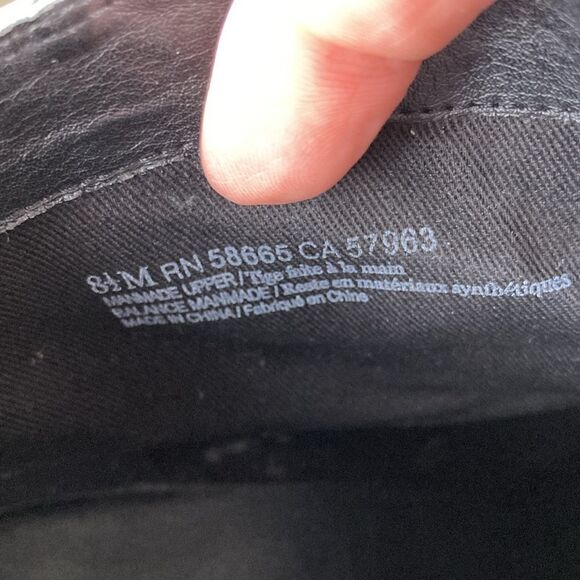 8½M RN 58665 CA 57963
MANMADE UPPER / Tige faite à la main
BALANCE MANMADE / Reste en matériaux synthétiques
MADE IN CHINA / Fabriqué en Chine